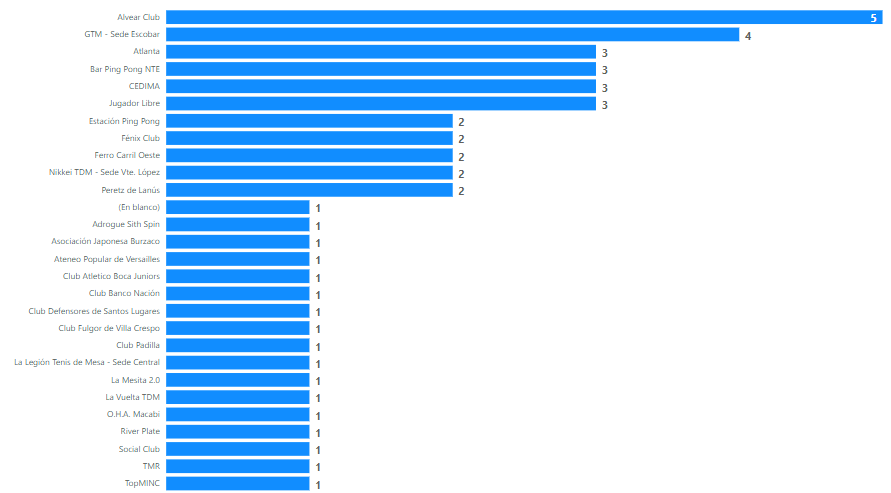 Alvear Club 5
GTM - Sede Escobar 4
Atlanta 3
Bar Ping Pong NTE 3
CEDIMA 3
Jugador Libre 3
Estación Ping Pong 2
Fénix Club 2
Ferro Carril Oeste 2
Nikkei TDM - Sede Vte. López 2
Peretz de Lanús 2
(En blanco) 1
Adrogue Sith Spin 1
Asociación Japonesa Burzaco 1
Ateneo Popular de Versailles 1
Club Atletico Boca Juniors 1
Club Banco Nación 1
Club Defensores de Santos Lugares 1
Club Fulgor de Villa Crespo 1
Club Padilla 1
La Legión Tenis de Mesa - Sede Central 1
La Mesita 2.0 1
La Vuelta TDM 1
O.H.A. Macabi 1
River Plate 1
Social Club 1
TMR 1
TopMINC 1